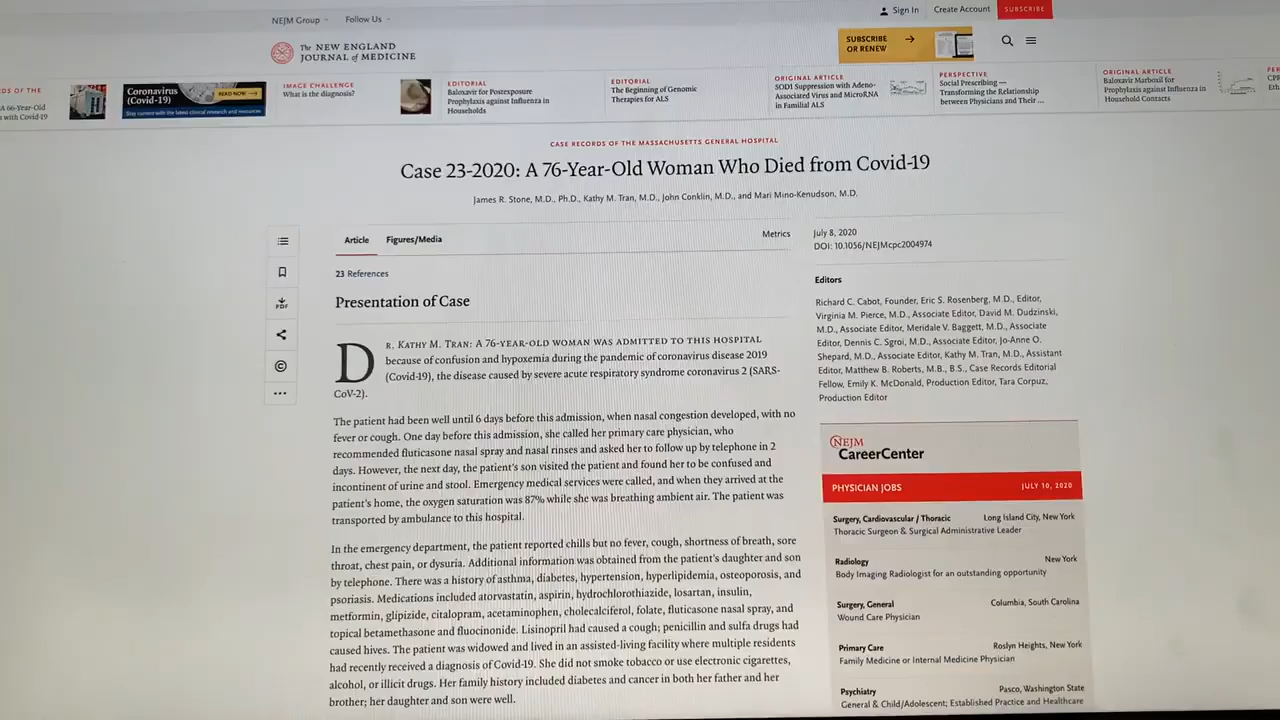 NEJM Group
Follow Us
Sign In
Create Account
SUBSCRIBE
The NEW ENGLAND
JOURNAL of MEDICINE
SUBSCRIBE
OR RENEW
DS OF THE
A 66-Year-Old
with Covid-19
Coronavirus
(Covid-19)
READ NOW
Stay current with the latest clinical research and resources
IMAGE CHALLENGE
What is the diagnosis?
EDITORIAL
Baloxavir for Postexposure
Prophylaxis against Influenza in
Households
EDITORIAL
The Beginning of Genomic
Therapies for ALS
ORIGINAL ARTICLE
SOD1 Suppression with Adeno-
Associated Virus and MicroRNA
in Familial ALS
PERSPECTIVE
Social Prescribing —
Transforming the Relationship
between Physicians and Their ...
ORIGINAL ARTICLE
Baloxavir Marboxil for
Prophylaxis against Influenza in
Household Contacts
PER
CPR
Eth
CASE RECORDS OF THE MASSACHUSETTS GENERAL HOSPITAL
Case 23-2020: A 76-Year-Old Woman Who Died from Covid-19
James R. Stone, M.D., Ph.D., Kathy M. Tran, M.D., John Conklin, M.D., and Mari Mino-Kenudson, M.D.
Article
Figures/Media
Metrics
23 References
Presentation of Case
DR. KATHY M. TRAN: A 76-YEAR-OLD WOMAN WAS ADMITTED TO THIS HOSPITAL
because of confusion and hypoxemia during the pandemic of coronavirus disease 2019
(Covid-19), the disease caused by severe acute respiratory syndrome coronavirus 2 (SARS-
CoV-2).
The patient had been well until 6 days before this admission, when nasal congestion developed, with no
fever or cough. One day before this admission, she called her primary care physician, who
recommended fluticasone nasal spray and nasal rinses and asked her to follow up by telephone in 2
days. However, the next day, the patient's son visited the patient and found her to be confused and
incontinent of urine and stool. Emergency medical services were called, and when they arrived at the
patient's home, the oxygen saturation was 87% while she was breathing ambient air. The patient was
transported by ambulance to this hospital.
In the emergency department, the patient reported chills but no fever, cough, shortness of breath, sore
throat, chest pain, or dysuria. Additional information was obtained from the patient's daughter and son
by telephone. There was a history of asthma, diabetes, hypertension, hyperlipidemia, osteoporosis, and
psoriasis. Medications included atorvastatin, aspirin, hydrochlorothiazide, losartan, insulin,
metformin, glipizide, citalopram, acetaminophen, cholecalciferol, folate, fluticasone nasal spray, and
topical betamethasone and fluocinonide. Lisinopril had caused a cough; penicillin and sulfa drugs had
caused hives. The patient was widowed and lived in an assisted-living facility where multiple residents
had recently received a diagnosis of Covid-19. She did not smoke tobacco or use electronic cigarettes,
alcohol, or illicit drugs. Her family history included diabetes and cancer in both her father and her
brother; her daughter and son were well.
PDF
July 8, 2020
DOI: 10.1056/NEJMcpc2004974
Editors
Richard C. Cabot, Founder, Eric S. Rosenberg, M.D., Editor,
Virginia M. Pierce, M.D., Associate Editor, David M. Dudzinski,
M.D., Associate Editor, Meridale V. Baggett, M.D., Associate
Editor, Dennis C. Sgroi, M.D., Associate Editor, Jo-Anne O.
Shepard, M.D., Associate Editor, Kathy M. Tran, M.D., Assistant
Editor, Matthew B. Roberts, M.B., B.S., Case Records Editorial
Fellow, Emily K. McDonald, Production Editor, Tara Corpuz,
Production Editor
NEJM
CareerCenter
PHYSICIAN JOBS
JULY 10, 2020
Surgery, Cardiovascular / Thoracic
Long Island City, New York
Thoracic Surgeon & Surgical Administrative Leader
Radiology
New York
Body Imaging Radiologist for an outstanding opportunity
Surgery, General
Columbia, South Carolina
Wound Care Physician
Primary Care
Roslyn Heights, New York
Family Medicine or Internal Medicine Physician
Psychiatry
Pasco, Washington State
General & Child/Adolescent; Established Practice and Healthcare